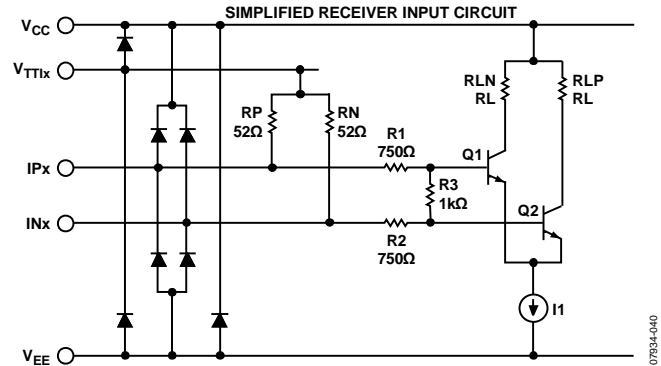 SIMPLIFIED RECEIVER INPUT CIRCUIT
VCC
VTTIx
RLN
RL
RLP
RL
RP
52Ω
RN
52Ω
R1
750Ω
Q1
IPx
R3
1kΩ
Q2
INx
R2
750Ω
I1
VEE
07934-040